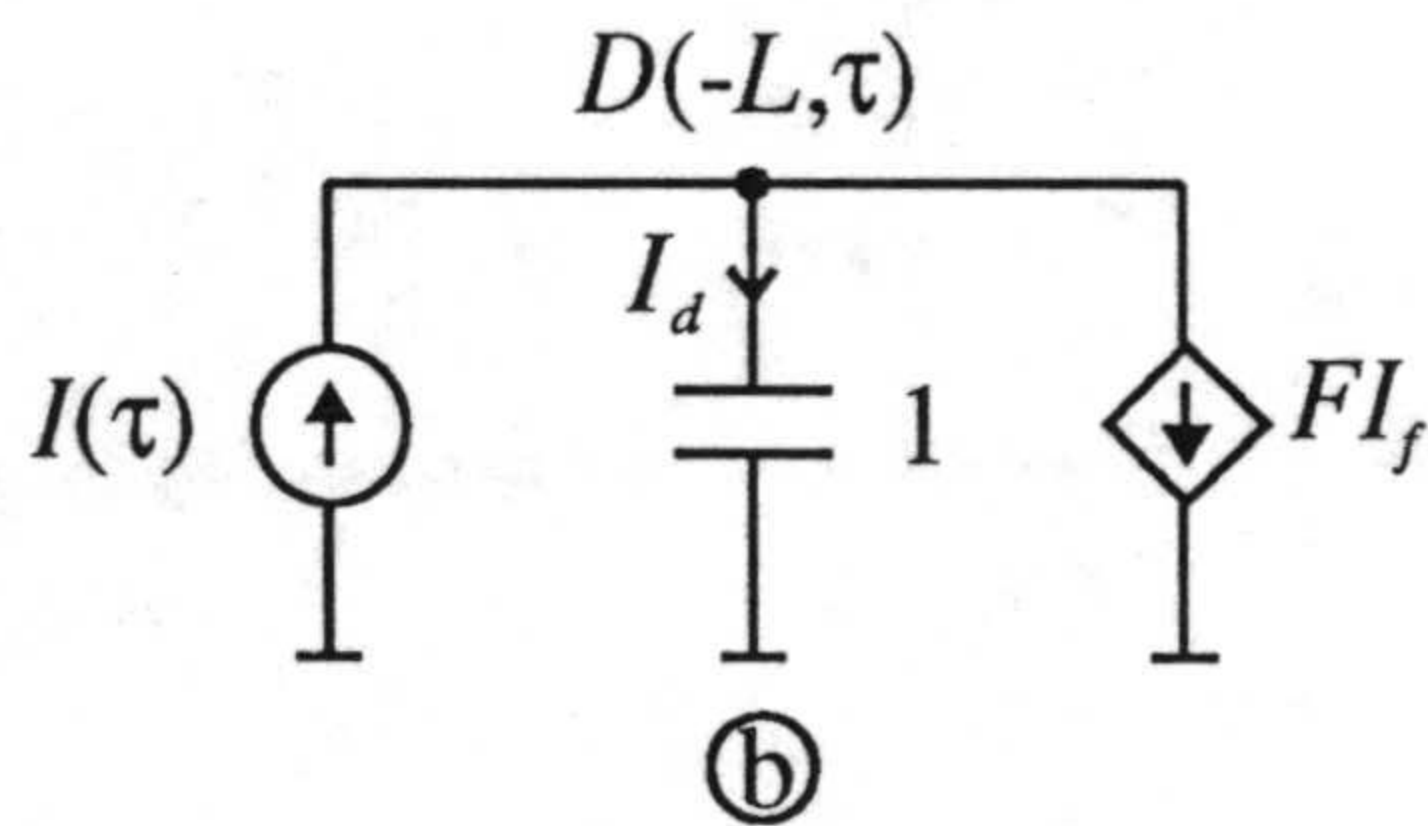 D(-L,τ)
I_d
I(τ)
1
FI_f
b